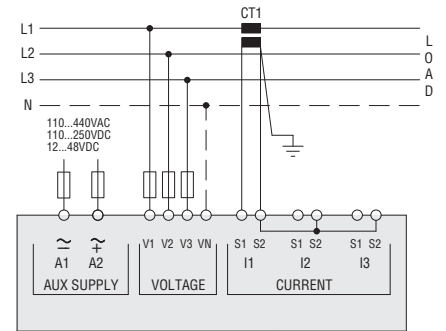 CT1
L1
L2
L3
N
LOAD
110...440VAC
110...250VDC
12...48VDC
A1 A2
AUX SUPPLY
V1 V2 V3 VN
VOLTAGE
S1 S2 S1 S2 S1 S2
I1 I2 I3
CURRENT